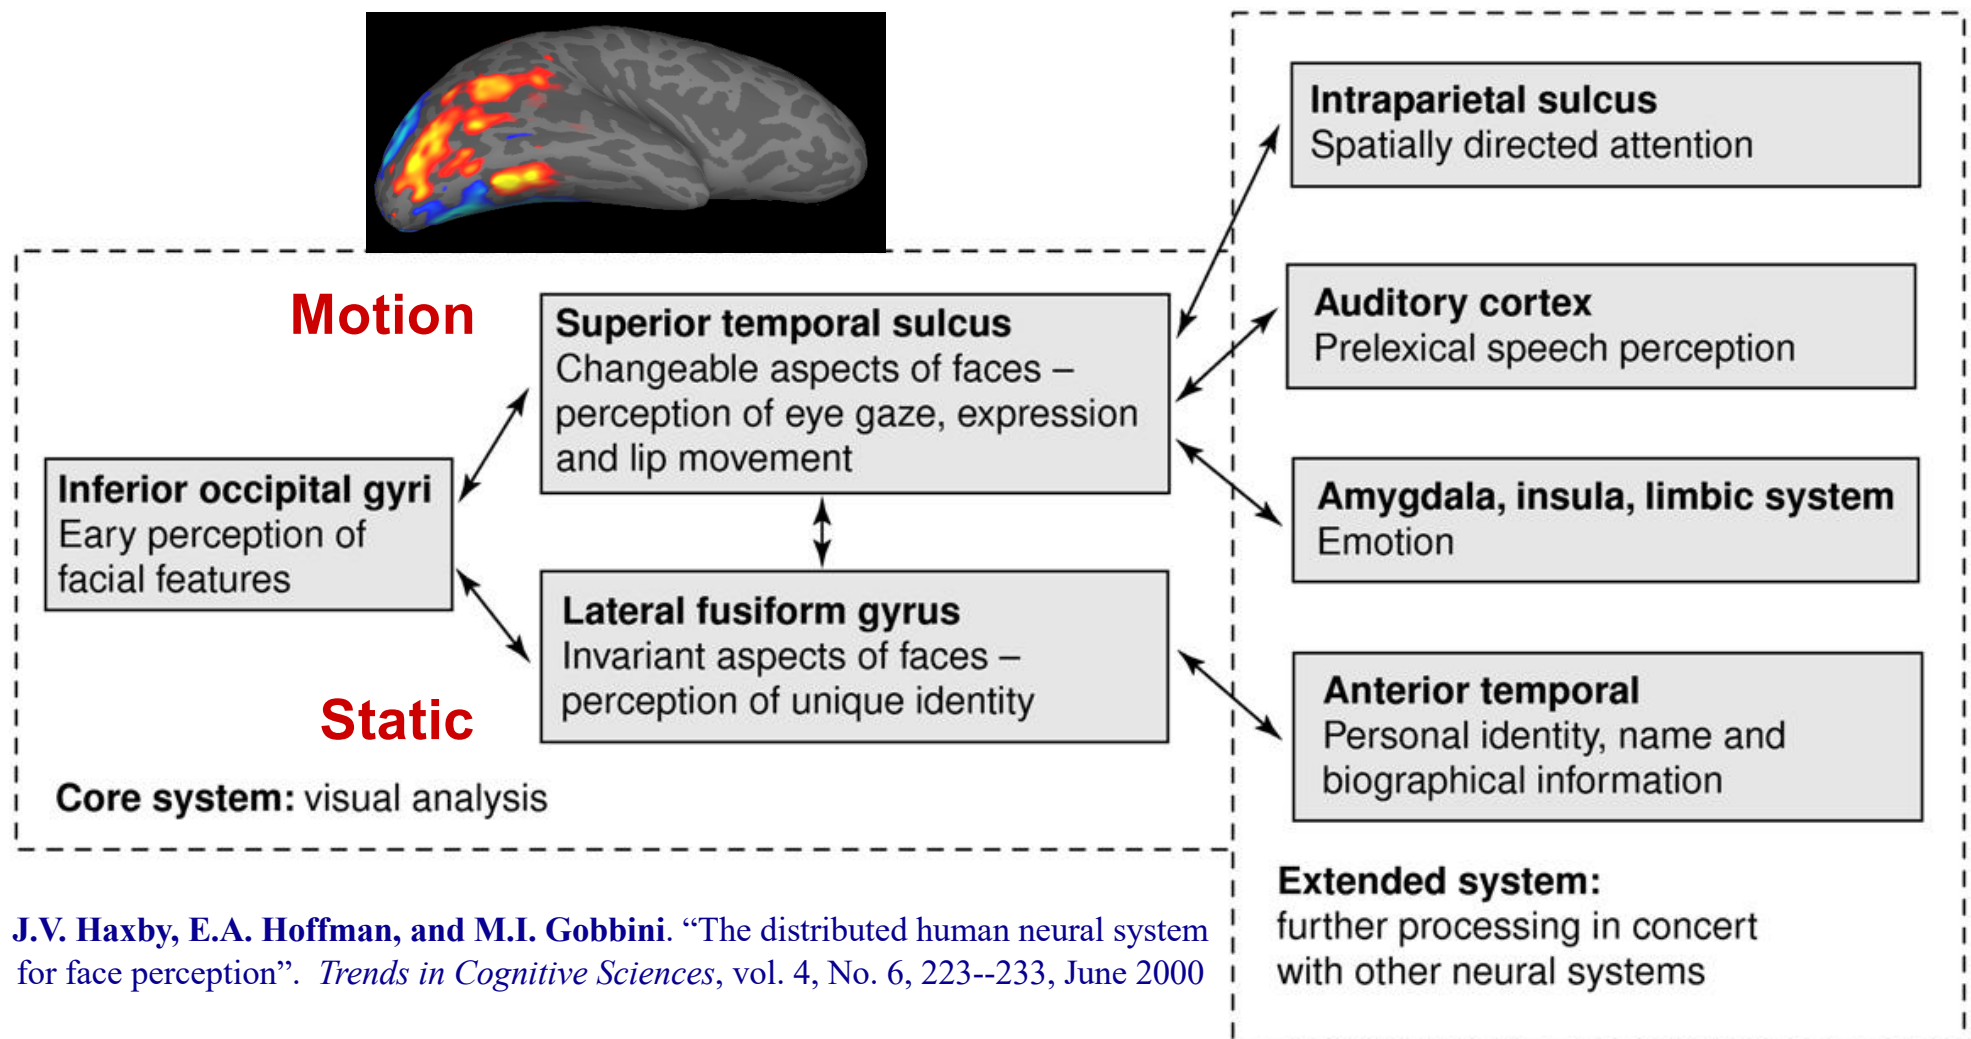 Motion
Inferior occipital gyri
Eary perception of
facial features
Superior temporal sulcus
Changeable aspects of faces –
perception of eye gaze, expression
and lip movement
Lateral fusiform gyrus
Invariant aspects of faces –
perception of unique identity
Static
Core system: visual analysis
Intraparietal sulcus
Spatially directed attention
Auditory cortex
Prelexical speech perception
Amygdala, insula, limbic system
Emotion
Anterior temporal
Personal identity, name and
biographical information
Extended system:
further processing in concert
with other neural systems
J.V. Haxby, E.A. Hoffman, and M.I. Gobbini. “The distributed human neural system
for face perception”. Trends in Cognitive Sciences, vol. 4, No. 6, 223--233, June 2000